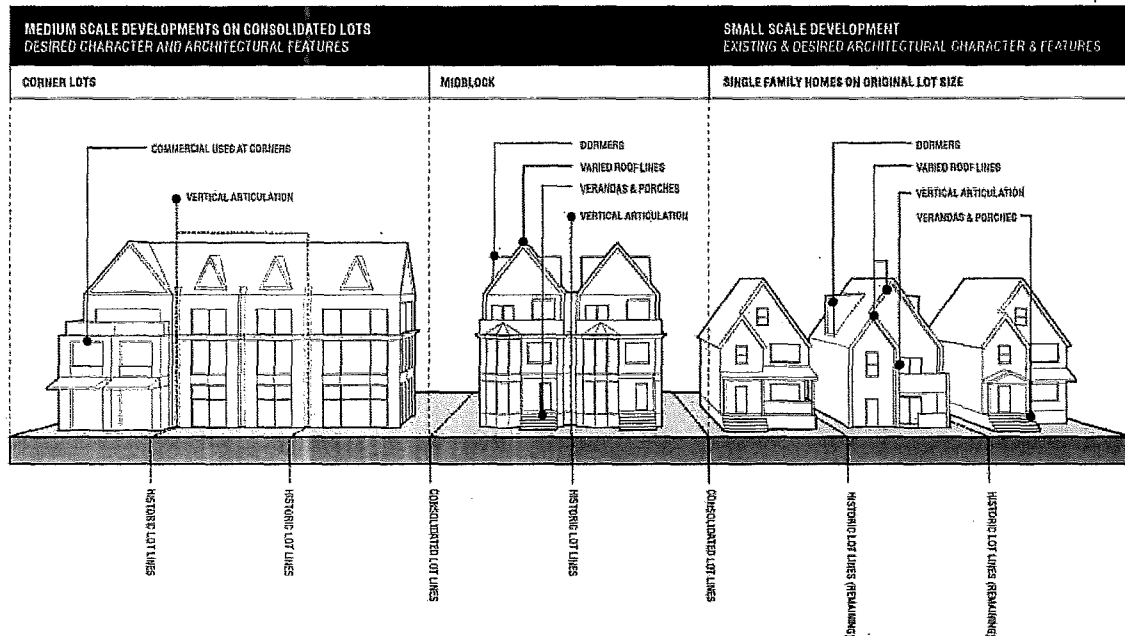 MEDIUM SCALE DEVELOPMENTS ON CONSOLIDATED LOTS
DESIRED CHARACTER AND ARCHITECTURAL FEATURES
SMALL SCALE DEVELOPMENT
EXISTING & DESIRED ARCHITECTURAL CHARACTER & FEATURES
CORNER LOTS
MIDBLOCK
SINGLE FAMILY HOMES ON ORIGINAL LOT SIZE
COMMERCIAL USES AT CORNERS
VERTICAL ARTICULATION
DORMERS
VARIED ROOF LINES
VERANDAS & PORCHES
VERTICAL ARTICULATION
DORMERS
VARIED ROOF LINES
VERTICAL ARTICULATION
VERANDAS & PORCHES
HISTORIC LOT LINES
HISTORIC LOT LINES
CONSOLIDATED LOT LINES
HISTORIC LOT LINES
CONSOLIDATED LOT LINES
HISTORIC LOT LINES (REMAINING)
HISTORIC LOT LINES (REMAINING)